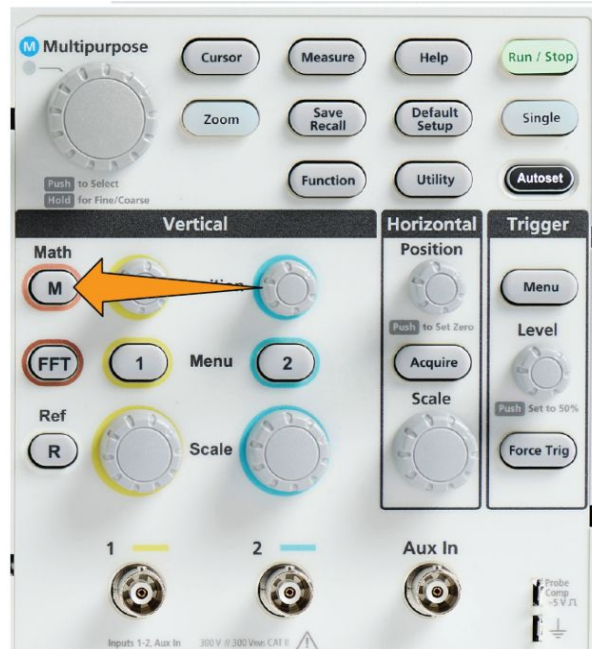 M Multipurpose
Cursor
Measure
Help
Run / Stop
Zoom
Save
Recall
Default
Setup
Single
Push to Select
Hold for Fine/Coarse
Function
Utility
Autoset
Vertical
Horizontal
Trigger
Math
M
Position
Push to Set Zero
Menu
FFT
1
Menu
2
Acquire
Level
Push Set to 50%
Ref
R
Scale
Scale
Force Trig
1
2
Aux In
Probe
Comp
~5 V
Inputs 1-2, Aux In
300 V
CAT II